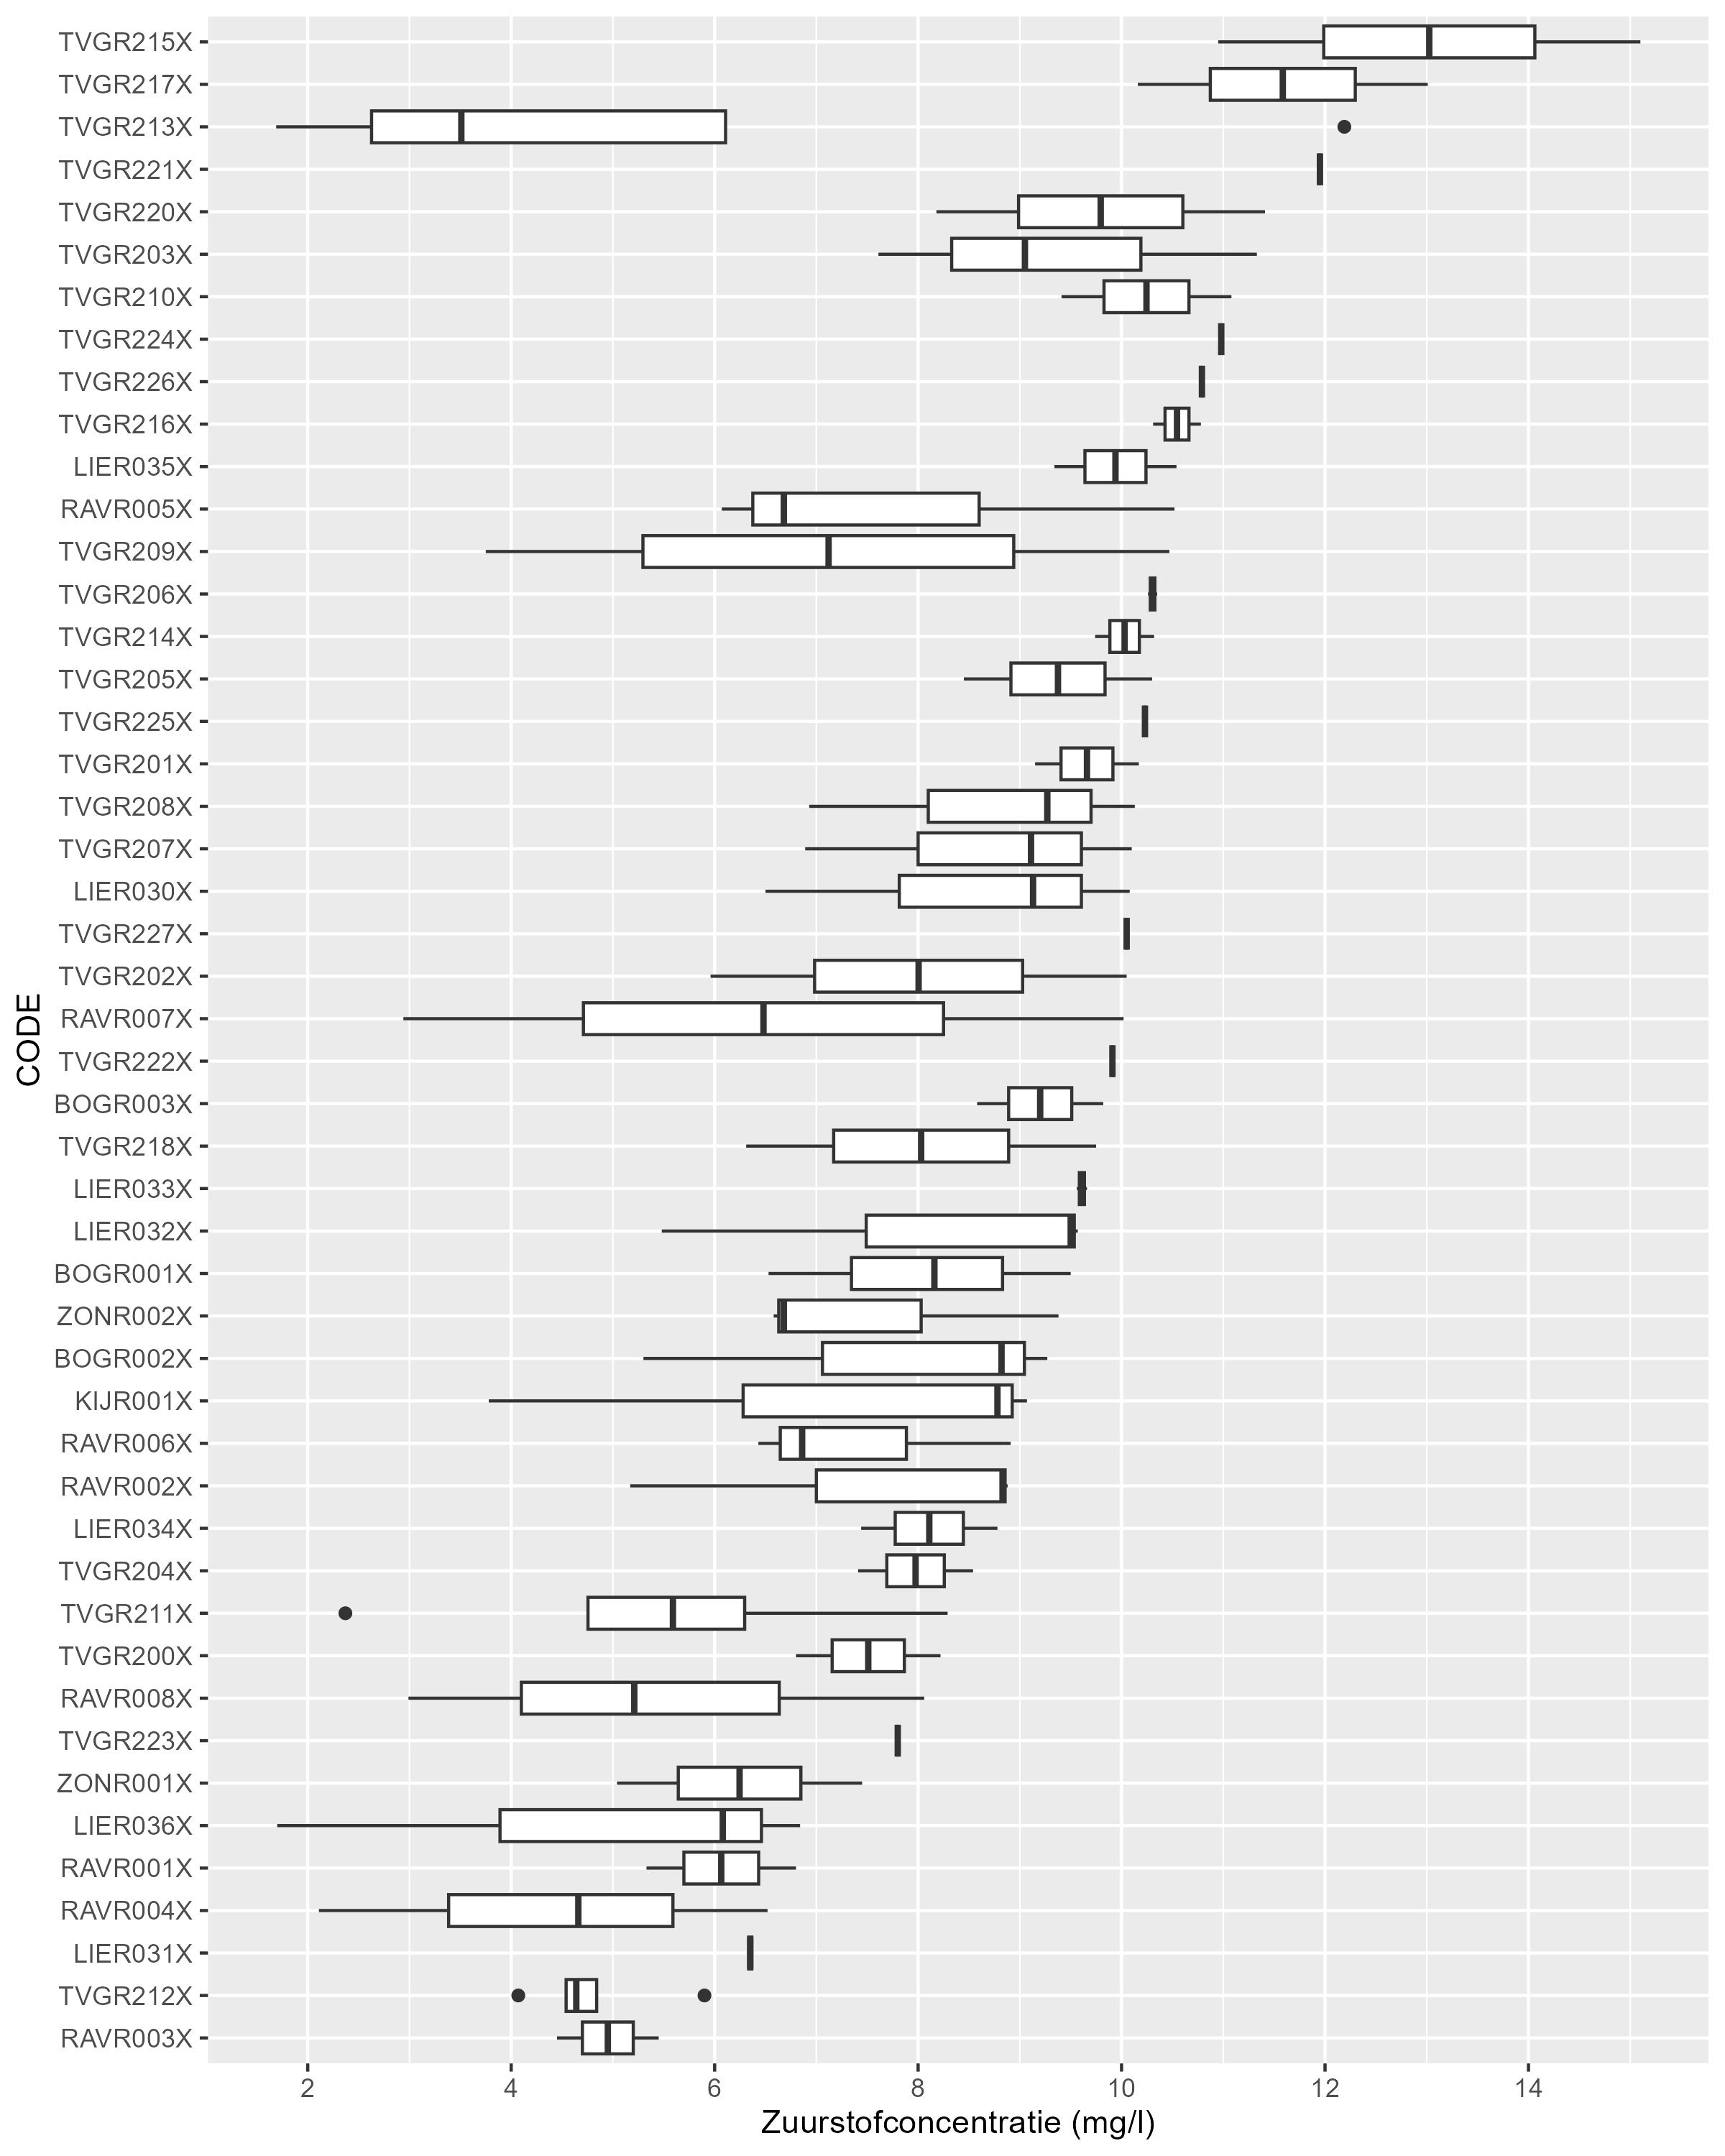 TVGR215X
TVGR217X
TVGR213X
TVGR221X
TVGR220X
TVGR203X
TVGR210X
TVGR224X
TVGR226X
TVGR216X
LIER035X
RAVR005X
TVGR209X
TVGR206X
TVGR214X
TVGR205X
TVGR225X
TVGR201X
TVGR208X
TVGR207X
LIER030X
TVGR227X
TVGR202X
RAVR007X
TVGR222X
BOGR003X
TVGR218X
LIER033X
LIER032X
BOGR001X
ZONR002X
BOGR002X
KIJR001X
RAVR006X
RAVR002X
LIER034X
TVGR204X
TVGR211X
TVGR200X
RAVR008X
TVGR223X
ZONR001X
LIER036X
RAVR001X
RAVR004X
LIER031X
TVGR212X
RAVR003X
CODE
2 4 6 8 10 12 14
Zuurstofconcentratie (mg/l)